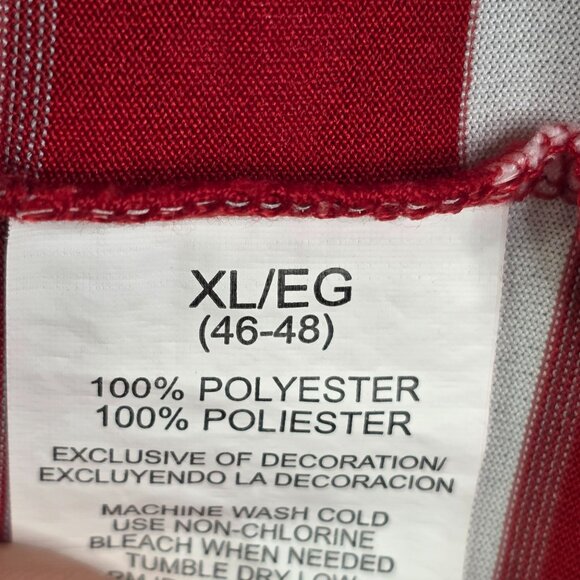 XL/EG
(46-48)
100% POLYESTER
100% POLIESTER
EXCLUSIVE OF DECORATION/
EXCLUYENDO LA DECORACION
MACHINE WASH COLD
USE NON-CHLORINE
BLEACH WHEN NEEDED
TUMBLE DRY LOW